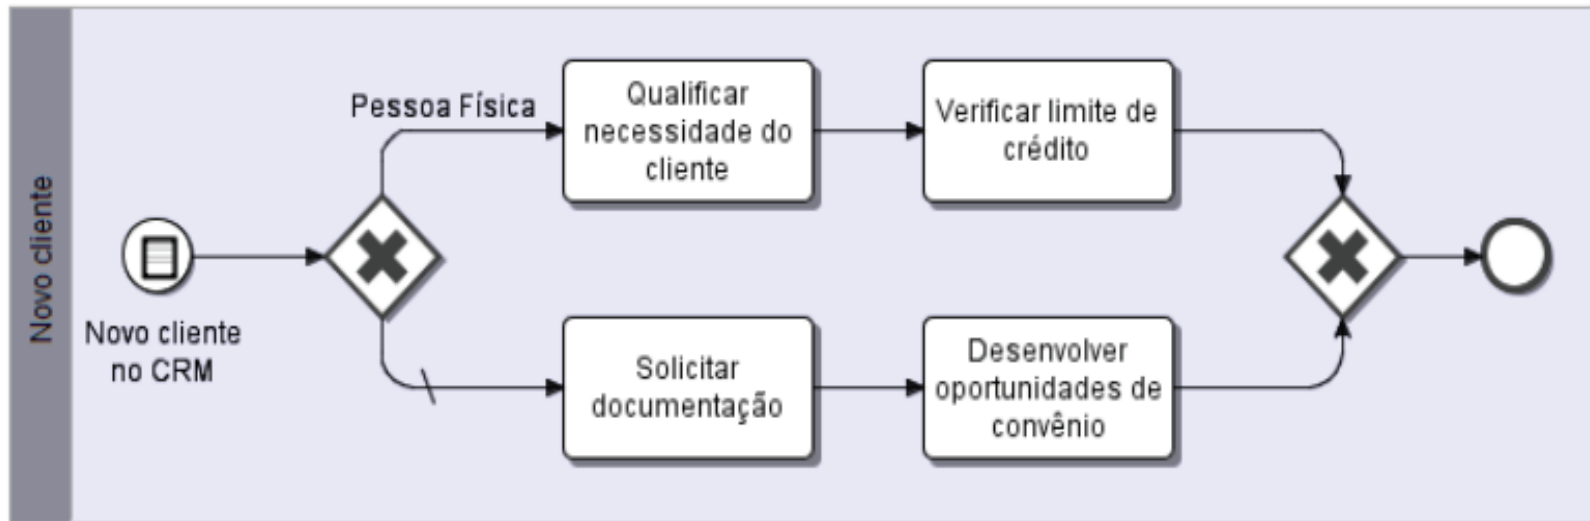 Novo cliente
Novo cliente
no CRM
Pessoa Física
Qualificar
necessidade do
cliente
Verificar limite de
crédito
Solicitar
documentação
Desenvolver
oportunidades de
convênio